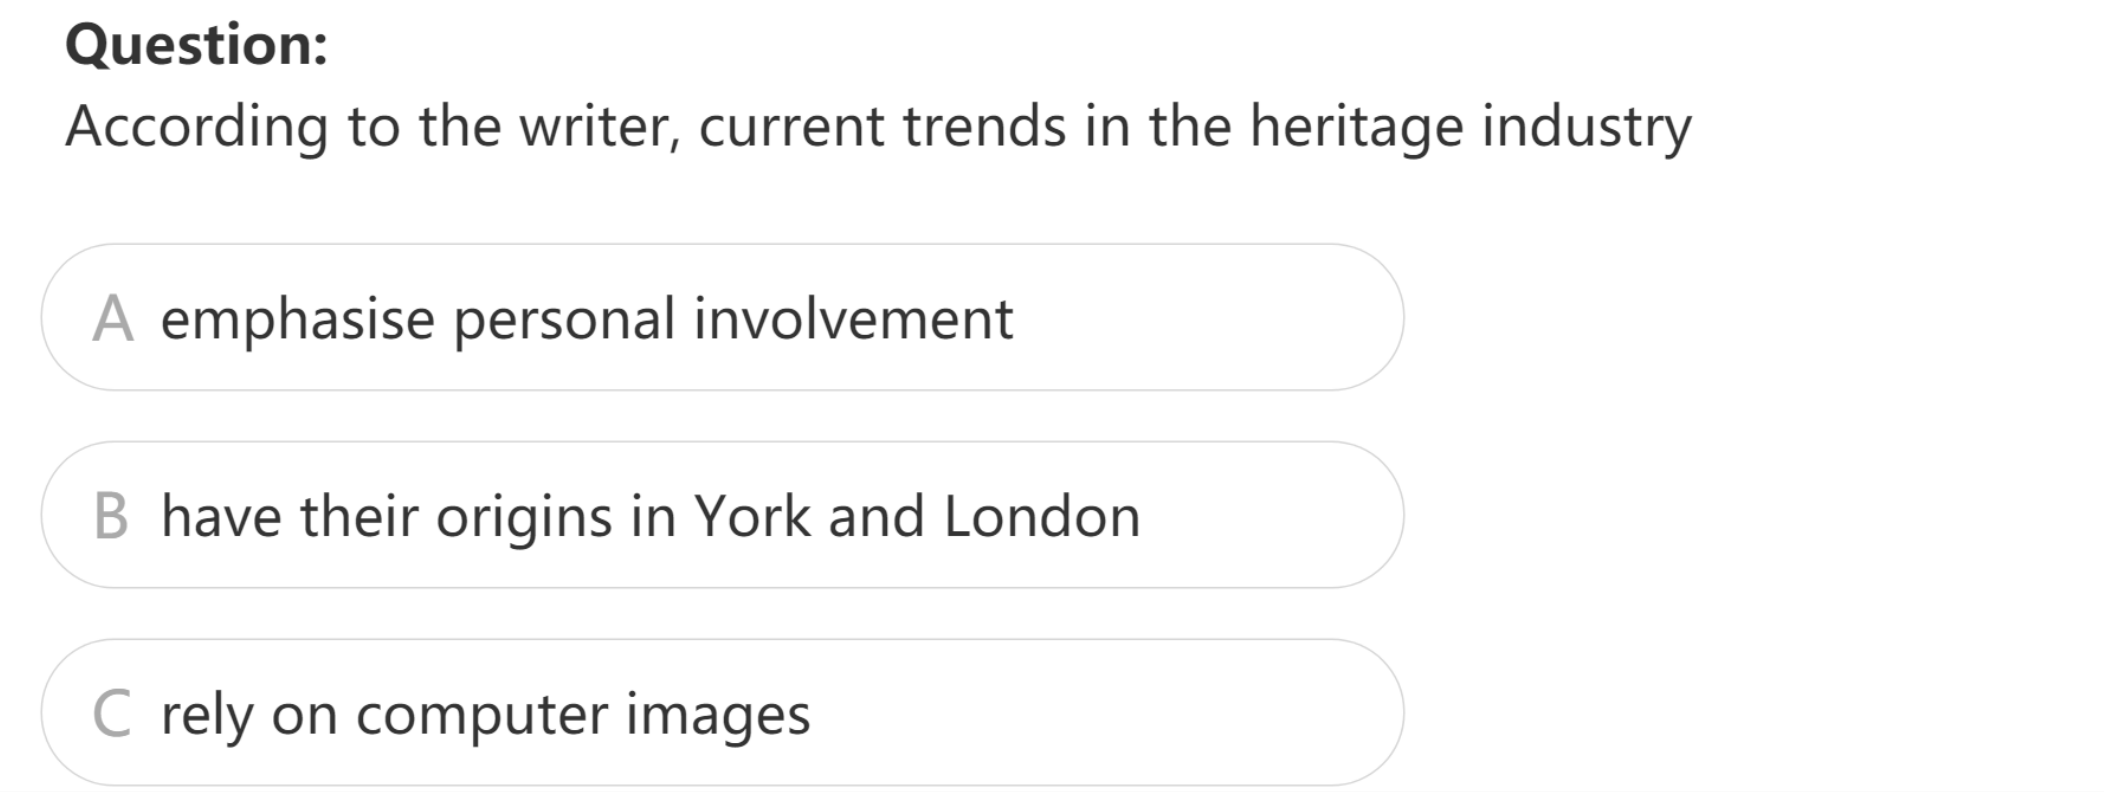 Question:
According to the writer, current trends in the heritage industry
A emphasise personal involvement
B have their origins in York and London
C rely on computer images